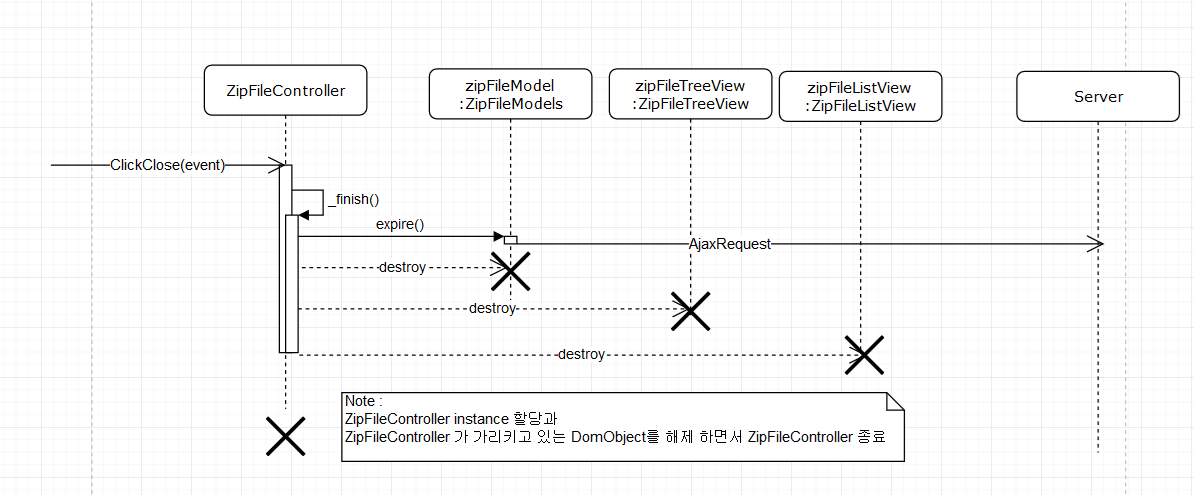 ZipFileController
zipFileModel
:ZipFileModels
zipFileTreeView
:ZipFileTreeView
zipFileListView
:ZipFileListView
Server
ClickClose(event)
_finish()
expire()
AjaxRequest
destroy
destroy
destroy
Note :
ZipFileController instance 할당과
ZipFileController 가 가리키고 있는 DomObject를 해제 하면서 ZipFileController 종료